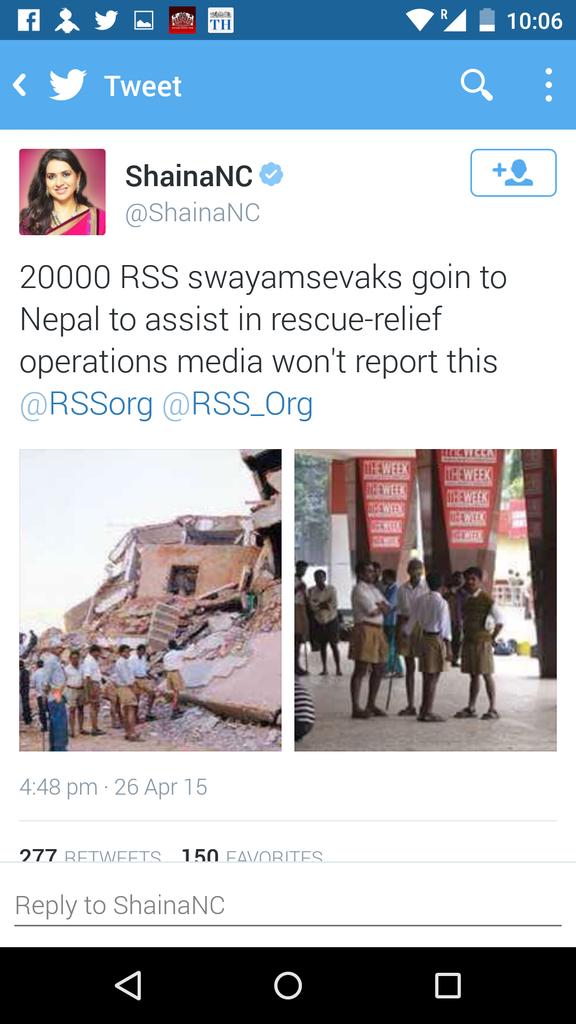 TH
R
10:06
Tweet
ShainaNC
@ShainaNC
20000 RSS swayamsevaks goin to
Nepal to assist in rescue-relief
operations media won't report this
@RSSorg @RSS_Org
THE WEEK THE WEEK
THE WEEK THE WEEK
THE WEEK THE WEEK
THE WEEK THE WEEK
THE WEEK THE WEEK
4:48 pm · 26 Apr 15
277 RETWEETS 150 FAVORITES
Reply to ShainaNC